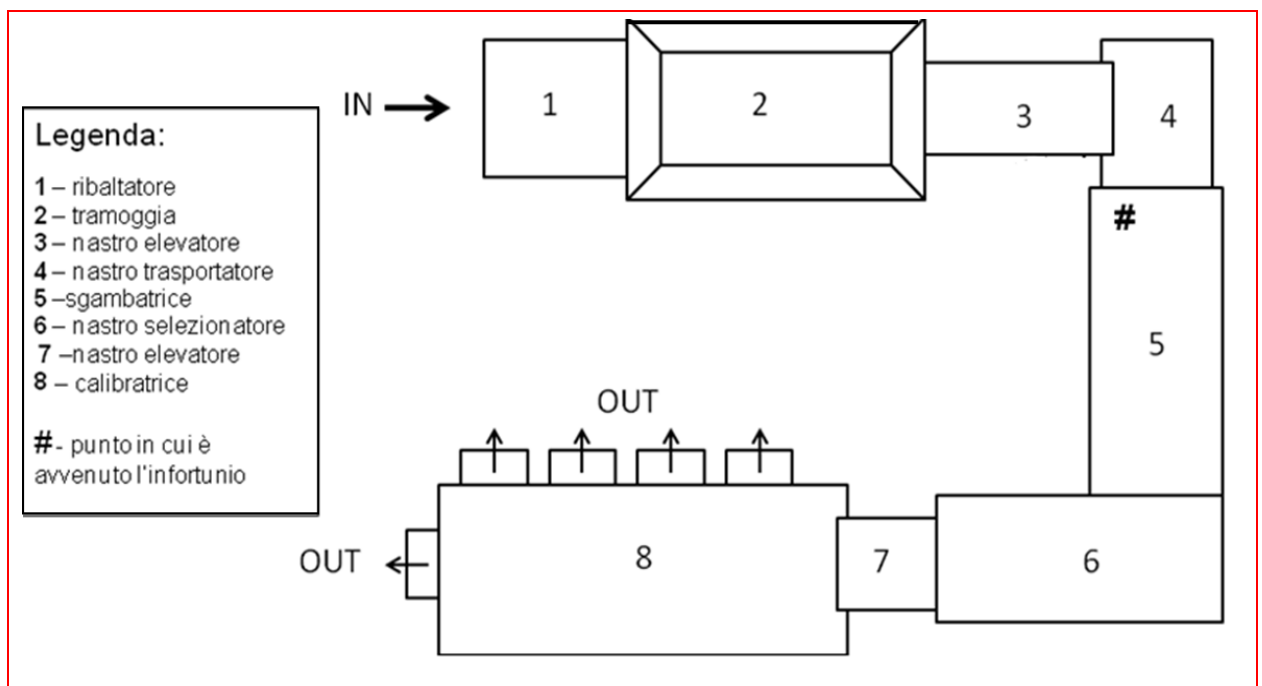 IN
1
2
3
4
Legenda:
1 – ribaltatore
2 – tramoggia
3 – nastro elevatore
4 – nastro trasportatore
5 –sgambatrice
6 – nastro selezionatore
7 –nastro elevatore
8 – calibratrice
#- punto in cui è
avvenuto l'infortunio
#
5
OUT
OUT
8
7
6